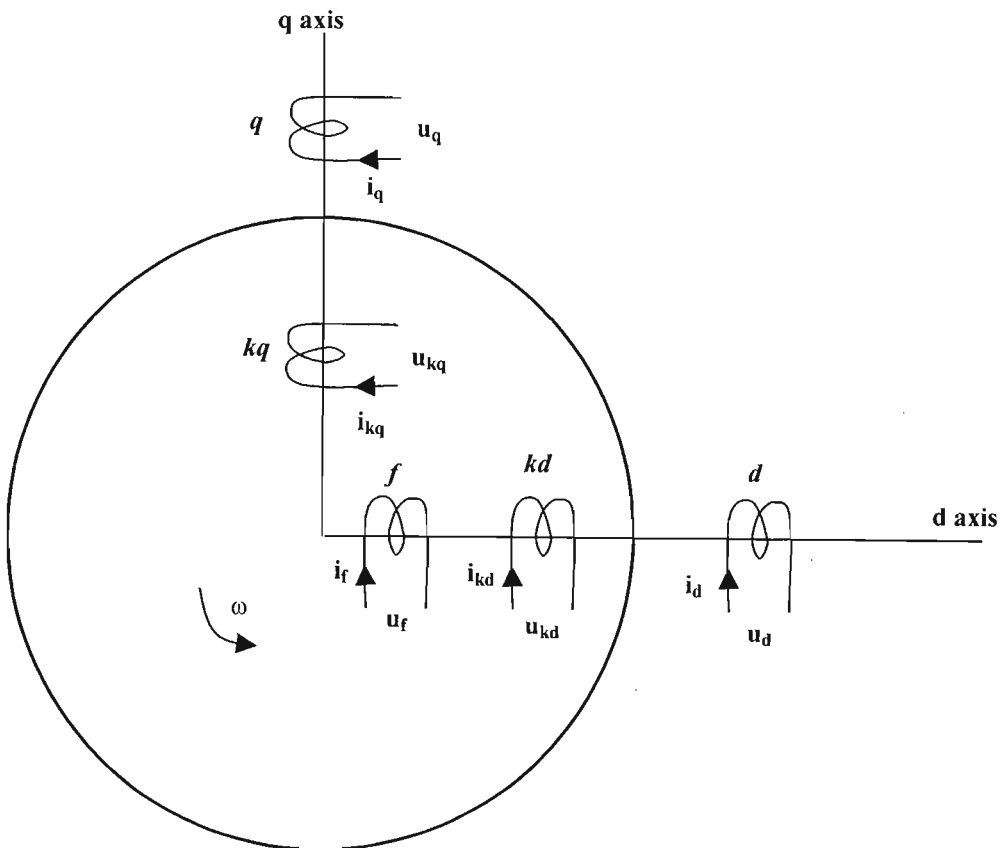 q axis
q
u_q
i_q
kq
u_kq
i_kq
f
kd
d
d axis
i_f
i_kd
i_d
u_f
u_kd
u_d
ω